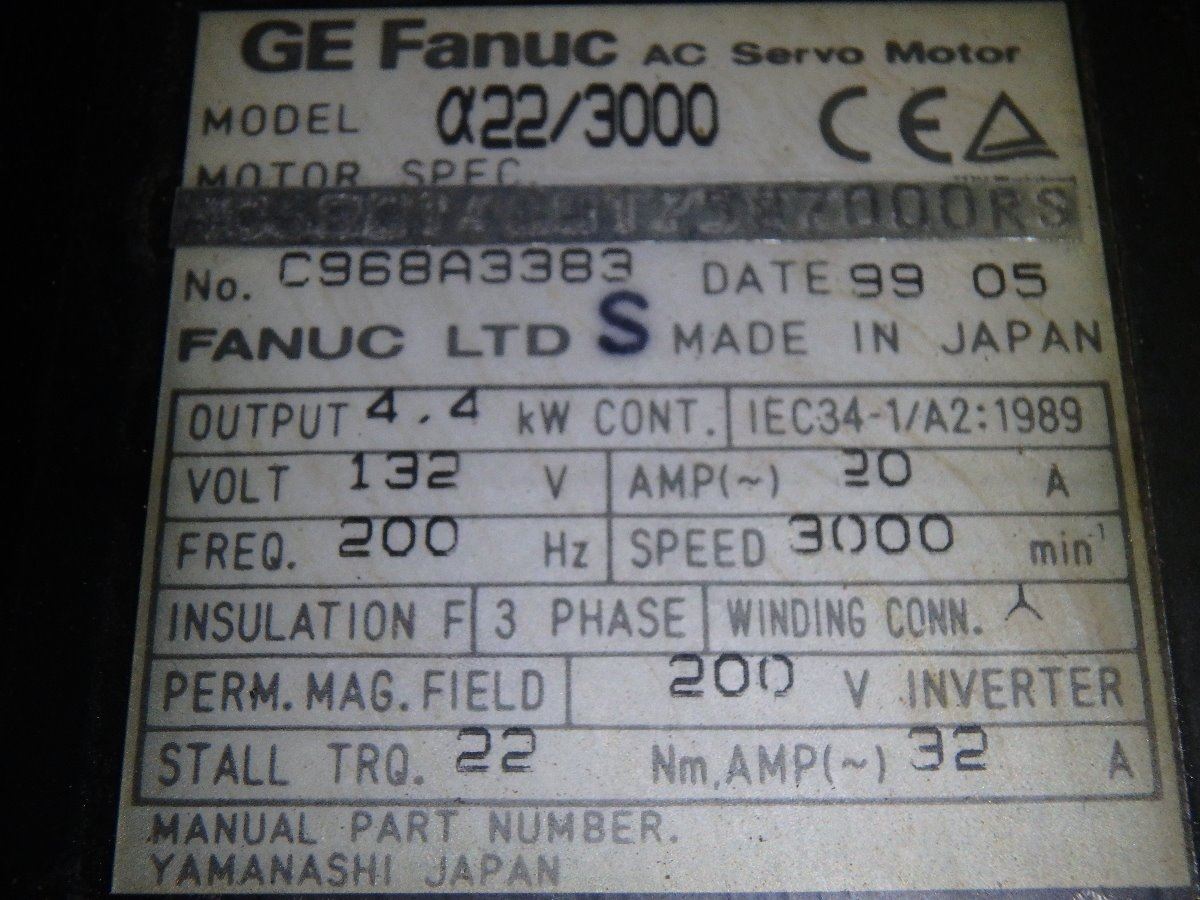 GE Fanuc AC Servo Motor
MODEL α22/3000
MOTOR SPEC.
No. C968A3383 DATE 99 05
FANUC LTD S MADE IN JAPAN
OUTPUT 4.4 kW CONT. IEC34-1/A2:1989
VOLT 132 V AMP(~) 20 A
FREQ. 200 Hz SPEED 3000 min⁻¹
INSULATION F 3 PHASE WINDING CONN.
PERM. MAG. FIELD 200 V INVERTER
STALL TRQ. 22 Nm, AMP(~) 32 A
MANUAL PART NUMBER.
YAMANASHI JAPAN